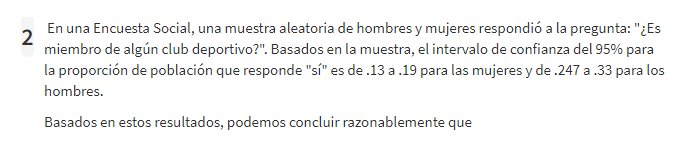 2
En una Encuesta Social, una muestra aleatoria de hombres y mujeres respondió a la pregunta: "¿Es
miembro de algún club deportivo?". Basados en la muestra, el intervalo de confianza del 95% para
la proporción de población que responde "sí" es de .13 a .19 para las mujeres y de .247 a .33 para los
hombres.
Basados en estos resultados, podemos concluir razonablemente que